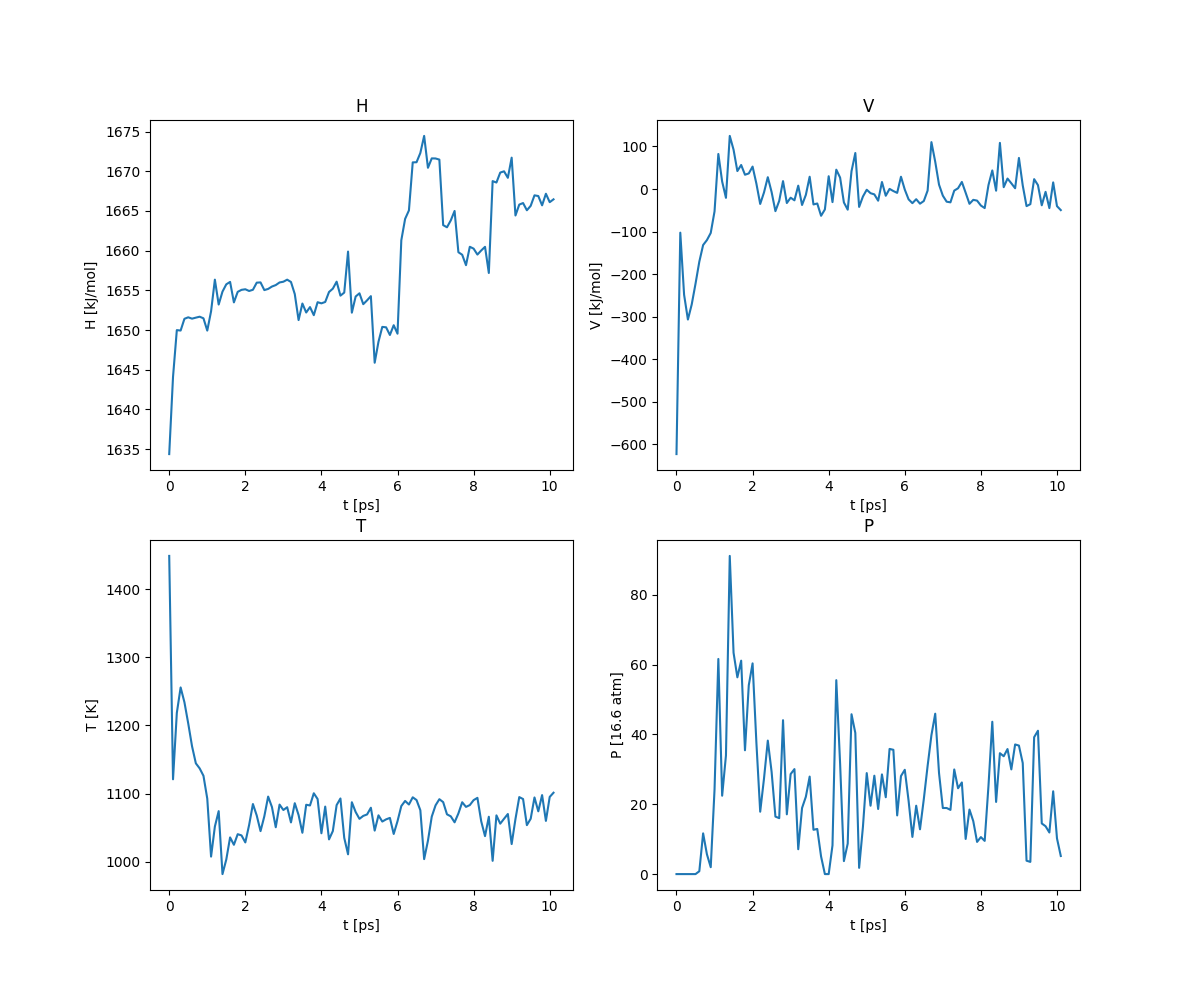 H
H [kJ/mol]
1675
1670
1665
1660
1655
1650
1645
1640
1635
0 2 4 6 8 10
t [ps]
V
V [kJ/mol]
100
0
−100
−200
−300
−400
−500
−600
0 2 4 6 8 10
t [ps]
T
T [K]
1400
1300
1200
1100
1000
0 2 4 6 8 10
t [ps]
P
P [16.6 atm]
80
60
40
20
0
0 2 4 6 8 10
t [ps]